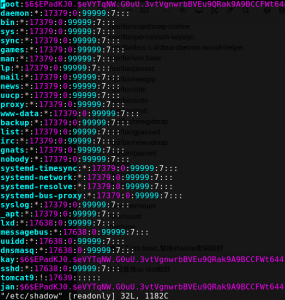 root:$6$EPadKJ0.seVYTqNW.G0uU.3vtVgnwrbBVEu9QRak9A9BCCFWt644
daemon:*:17379:0:99999:7:::
bin:*:17379:0:99999:7:::
sys:*:17379:0:99999:7:::
sync:*:17379:0:99999:7:::
games:*:17379:0:99999:7:::
man:*:17379:0:99999:7:::
lp:*:17379:0:99999:7:::
mail:*:17379:0:99999:7:::
news:*:17379:0:99999:7:::
uucp:*:17379:0:99999:7:::
proxy:*:17379:0:99999:7:::
www-data:*:17379:0:99999:7:::
backup:*:17379:0:99999:7:::
list:*:17379:0:99999:7:::
irc:*:17379:0:99999:7:::
gnats:*:17379:0:99999:7:::
nobody:*:17379:0:99999:7:::
systemd-timesync:*:17379:0:99999:7:::
systemd-network:*:17379:0:99999:7:::
systemd-resolve:*:17379:0:99999:7:::
systemd-bus-proxy:*:17379:0:99999:7:::
syslog:*:17379:0:99999:7:::
_apt:*:17379:0:99999:7:::
lxd:*:17638:0:99999:7:::
messagebus:*:17638:0:99999:7:::
uuidd:*:17638:0:99999:7:::
dnsmasq:*:17638:0:99999:7:::
kay:$6$EPadKJ0.seVYTqNW.G0uU.3vtVgnwrbBVEu9QRak9A9BCCFWt644
sshd:*:17638:0:99999:7:::
tomcat9:!:17639::::::
jan:$6$EPadKJ0.seVYTqNW.G0uU.3vtVgnwrbBVEu9QRak9A9BCCFWt644
"/etc/shadow" [readonly] 32L, 1182C